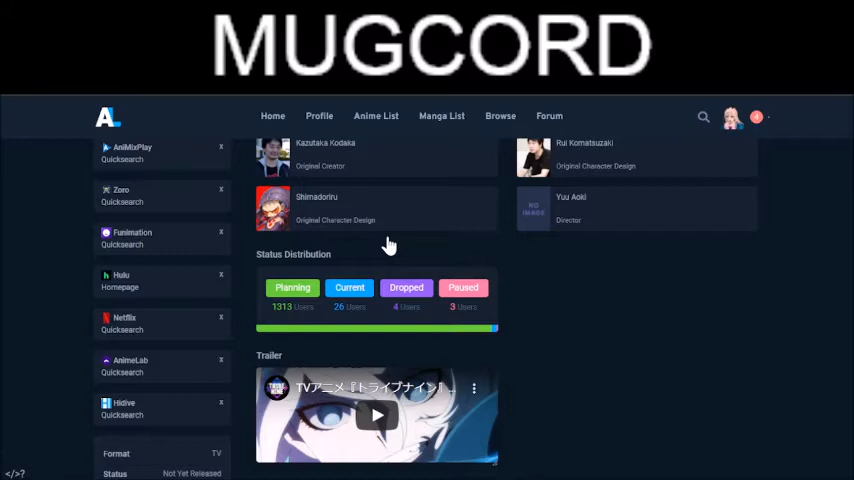 MUGCORD
AL
Home Profile Anime List Manga List Browse Forum
4
AniMixPlay x
Quicksearch
Zoro x
Quicksearch
Funimation x
Quicksearch
Hulu x
Homepage
Netflix x
Quicksearch
AnimeLab x
Quicksearch
Hidive x
Quicksearch
Format TV
Status Not Yet Released
Kazutaka Kodaka
Original Creator
Rui Komatsuzaki
Original Character Design
Shimadoriru
Original Character Design
NO
IMAGE
Yuu Aoki
Director
Status Distribution
Planning Current Dropped Paused
1313 Users 26 Users 4 Users 3 Users
Trailer
TVアニメ『トライブナイン』...
</>?